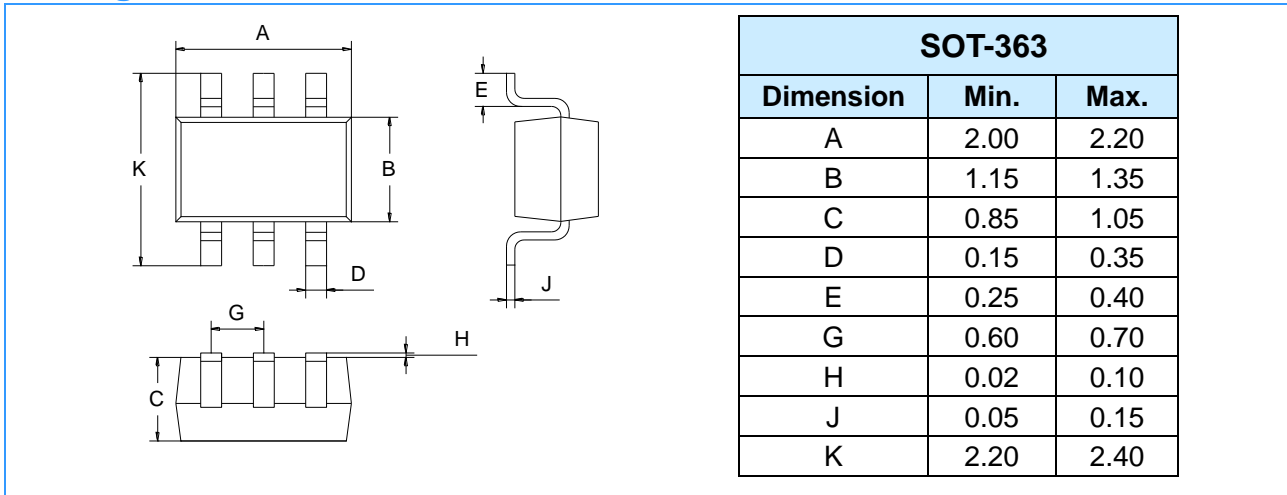 A
K
B
D
E
J
G
H
C
SOT-363
Dimension Min. Max.
A 2.00 2.20
B 1.15 1.35
C 0.85 1.05
D 0.15 0.35
E 0.25 0.40
G 0.60 0.70
H 0.02 0.10
J 0.05 0.15
K 2.20 2.40